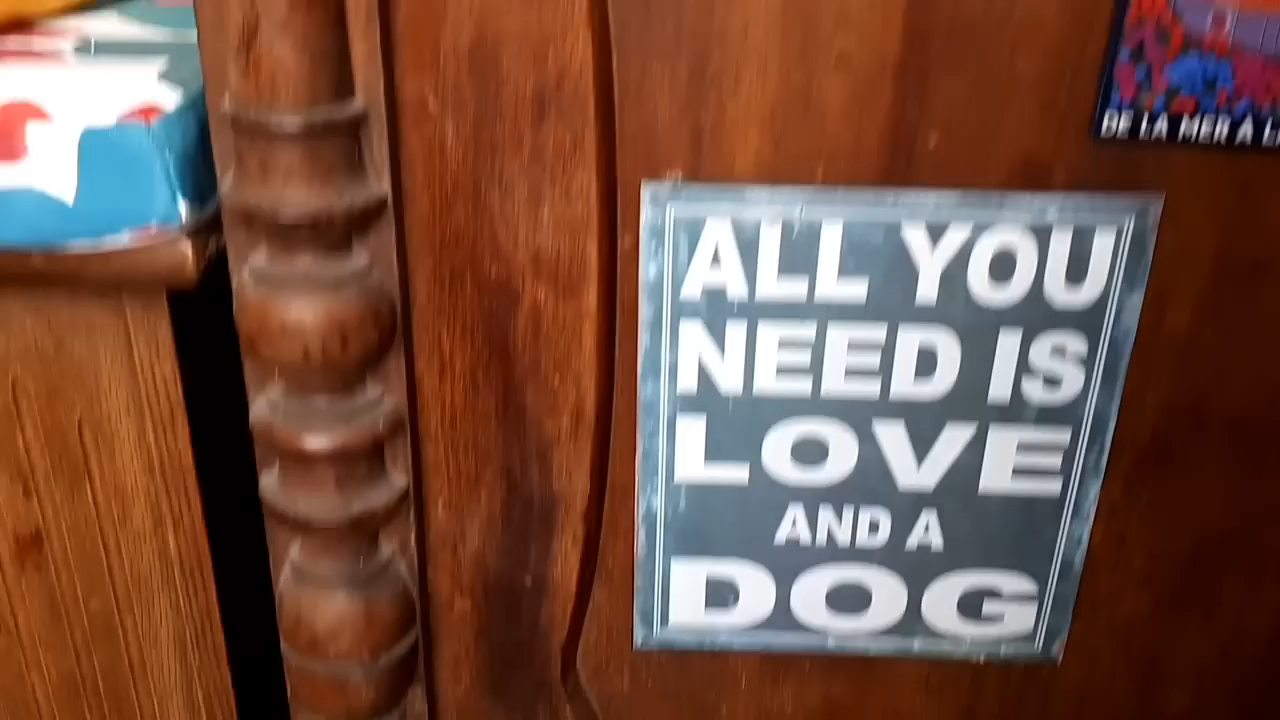 DE LA MER À
ALL YOU
NEED IS
LOVE
AND A
DOG